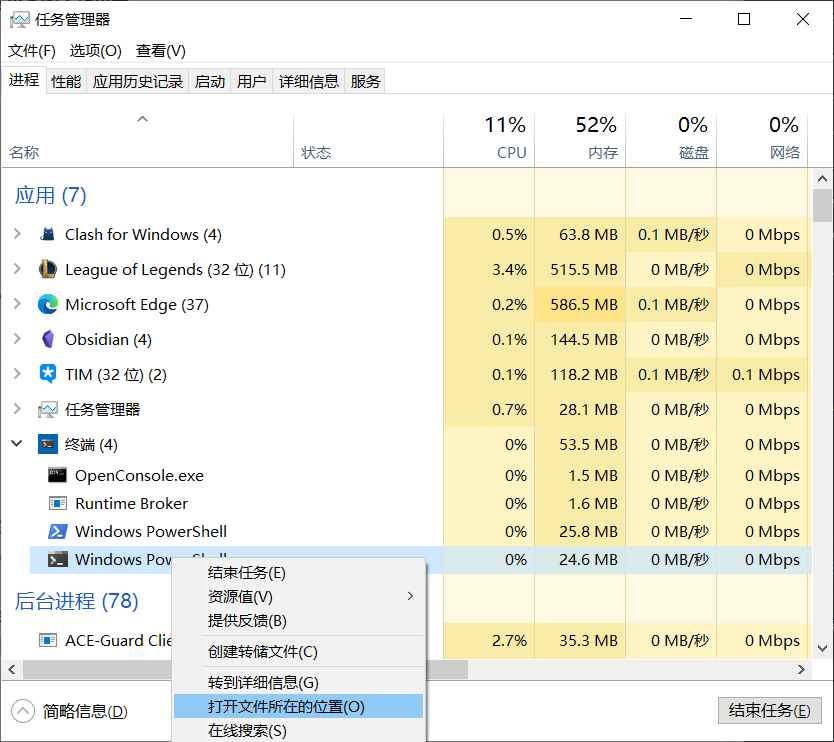 任务管理器
文件(F) 选项(O) 查看(V)
进程 性能 应用历史记录 启动 用户 详细信息 服务
11% 52% 0% 0%
名称 状态 CPU 内存 磁盘 网络
应用 (7)
Clash for Windows (4) 0.5% 63.8 MB 0.1 MB/秒 0 Mbps
League of Legends (32 位) (11) 3.4% 515.5 MB 0 MB/秒 0 Mbps
Microsoft Edge (37) 0.2% 586.5 MB 0.1 MB/秒 0 Mbps
Obsidian (4) 0.1% 144.5 MB 0 MB/秒 0 Mbps
TIM (32 位) (2) 0.1% 118.2 MB 0.1 MB/秒 0.1 Mbps
任务管理器 0.7% 28.1 MB 0 MB/秒 0 Mbps
终端 (4) 0% 53.5 MB 0 MB/秒 0 Mbps
OpenConsole.exe 0% 1.5 MB 0 MB/秒 0 Mbps
Runtime Broker 0% 1.6 MB 0 MB/秒 0 Mbps
Windows PowerShell 0% 25.8 MB 0 MB/秒 0 Mbps
Windows PowerShell 0% 24.6 MB 0 MB/秒 0 Mbps
结束任务(E)
资源值(V)
提供反馈(B)
创建转储文件(C)
转到详细信息(G)
打开文件所在的位置(O)
在线搜索(S)
后台进程 (78)
ACE-Guard Clie 2.7% 35.3 MB 0 MB/秒 0 Mbps
简略信息(D) 结束任务(E)